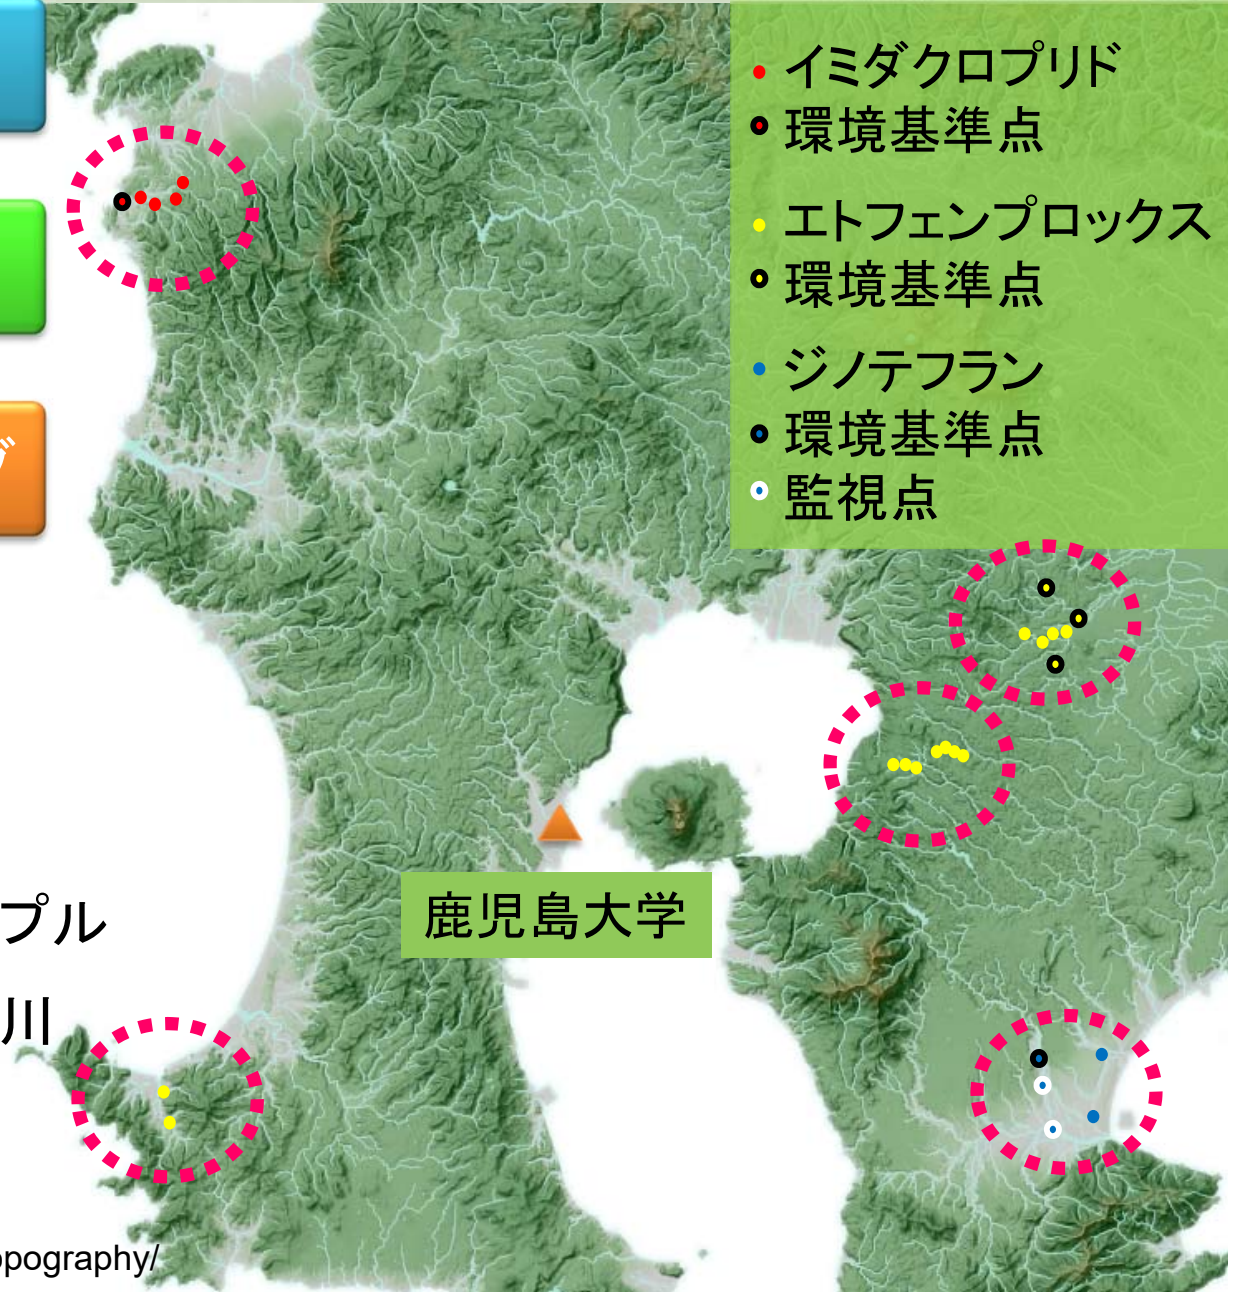 イミダクロプリド
環境基準点
エトフェンプロックス
環境基準点
ジノテフラン
環境基準点
監視点
鹿児島大学
プル
川
opography/